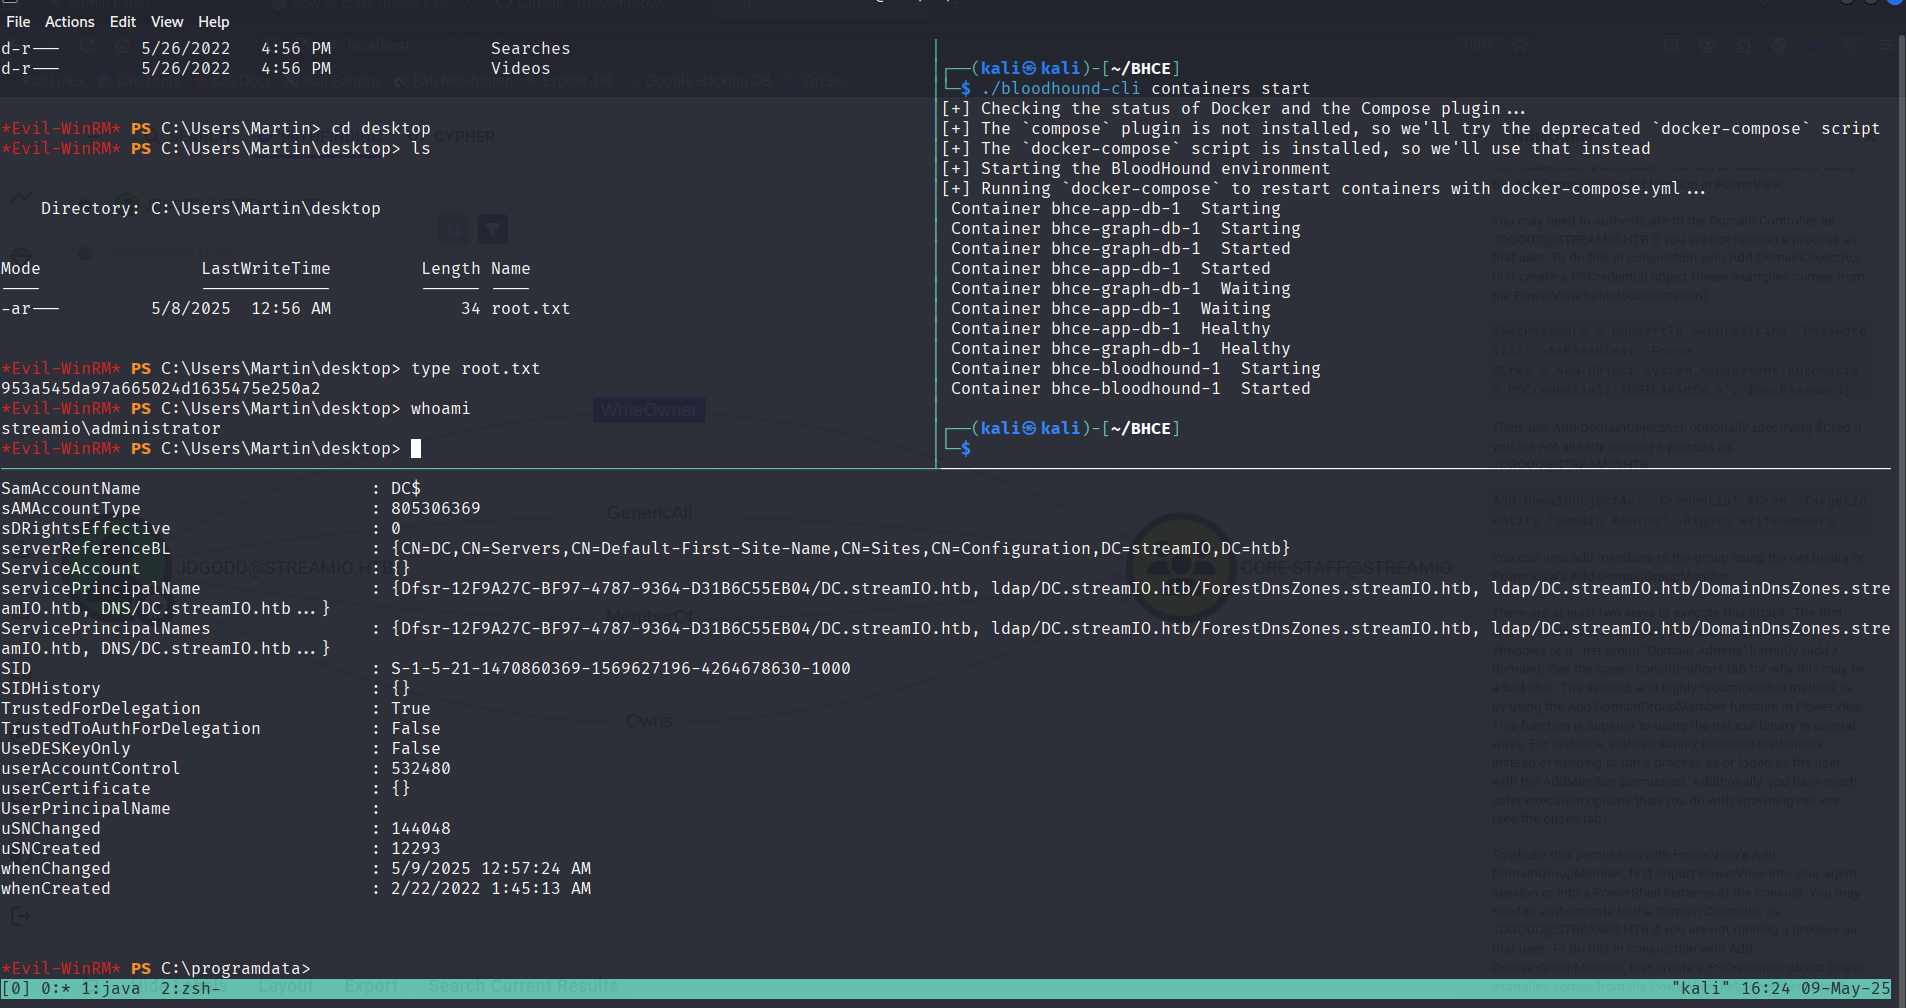 File Actions Edit View Help
d-r--- 5/26/2022 4:56 PM Searches
d-r--- 5/26/2022 4:56 PM Videos
*Evil-WinRM* PS C:\Users\Martin> cd desktop
*Evil-WinRM* PS C:\Users\Martin\desktop> ls
Directory: C:\Users\Martin\desktop
Mode LastWriteTime Length Name
---- ------------- ------ ----
-ar--- 5/8/2025 12:56 AM 34 root.txt
*Evil-WinRM* PS C:\Users\Martin\desktop> type root.txt
953a545da97a665024d1635475e250a2
*Evil-WinRM* PS C:\Users\Martin\desktop> whoami
streamio\administrator
*Evil-WinRM* PS C:\Users\Martin\desktop>
┌──(kali㉿kali)-[~/BHCE]
└─$ ./bloodhound-cli containers start
[+] Checking the status of Docker and the Compose plugin...
[+] The `compose` plugin is not installed, so we'll try the deprecated `docker-compose` script
[+] The `docker-compose` script is installed, so we'll use that instead
[+] Starting the BloodHound environment
[+] Running `docker-compose` to restart containers with docker-compose.yml...
Container bhce-app-db-1 Starting
Container bhce-graph-db-1 Starting
Container bhce-graph-db-1 Started
Container bhce-app-db-1 Started
Container bhce-graph-db-1 Waiting
Container bhce-app-db-1 Waiting
Container bhce-app-db-1 Healthy
Container bhce-graph-db-1 Healthy
Container bhce-bloodhound-1 Starting
Container bhce-bloodhound-1 Started
┌──(kali㉿kali)-[~/BHCE]
└─$
SamAccountName : DC$
sAMAccountType : 805306369
sDRightsEffective : 0
serverReferenceBL : {CN=DC,CN=Servers,CN=Default-First-Site-Name,CN=Sites,CN=Configuration,DC=streamIO,DC=htb}
ServiceAccount : {}
servicePrincipalName : {Dfsr-12F9A27C-BF97-4787-9364-D31B6C55EB04/DC.streamIO.htb, ldap/DC.streamIO.htb/ForestDnsZones.streamIO.htb, ldap/DC.streamIO.htb/DomainDnsZones.stre
amIO.htb, DNS/DC.streamIO.htb...}
ServicePrincipalNames : {Dfsr-12F9A27C-BF97-4787-9364-D31B6C55EB04/DC.streamIO.htb, ldap/DC.streamIO.htb/ForestDnsZones.streamIO.htb, ldap/DC.streamIO.htb/DomainDnsZones.stre
amIO.htb, DNS/DC.streamIO.htb...}
SID : S-1-5-21-1470860369-1569627196-4264678630-1000
SIDHistory : {}
TrustedForDelegation : True
TrustedToAuthForDelegation : False
UseDESKeyOnly : False
userAccountControl : 532480
userCertificate : {}
UserPrincipalName :
uSNChanged : 144048
uSNCreated : 12293
whenChanged : 5/9/2025 12:57:24 AM
whenCreated : 2/22/2022 1:45:13 AM
*Evil-WinRM* PS C:\programdata>
[0] 0:* 1:java 2:zsh- "kali" 16:24 09-May-25
WriteOwner
GenericAll
JDGODD@STREAMIO.HTB
CORE STAFF@STREAMIO.
MemberOf
Owns
Layout Export Search Current Results